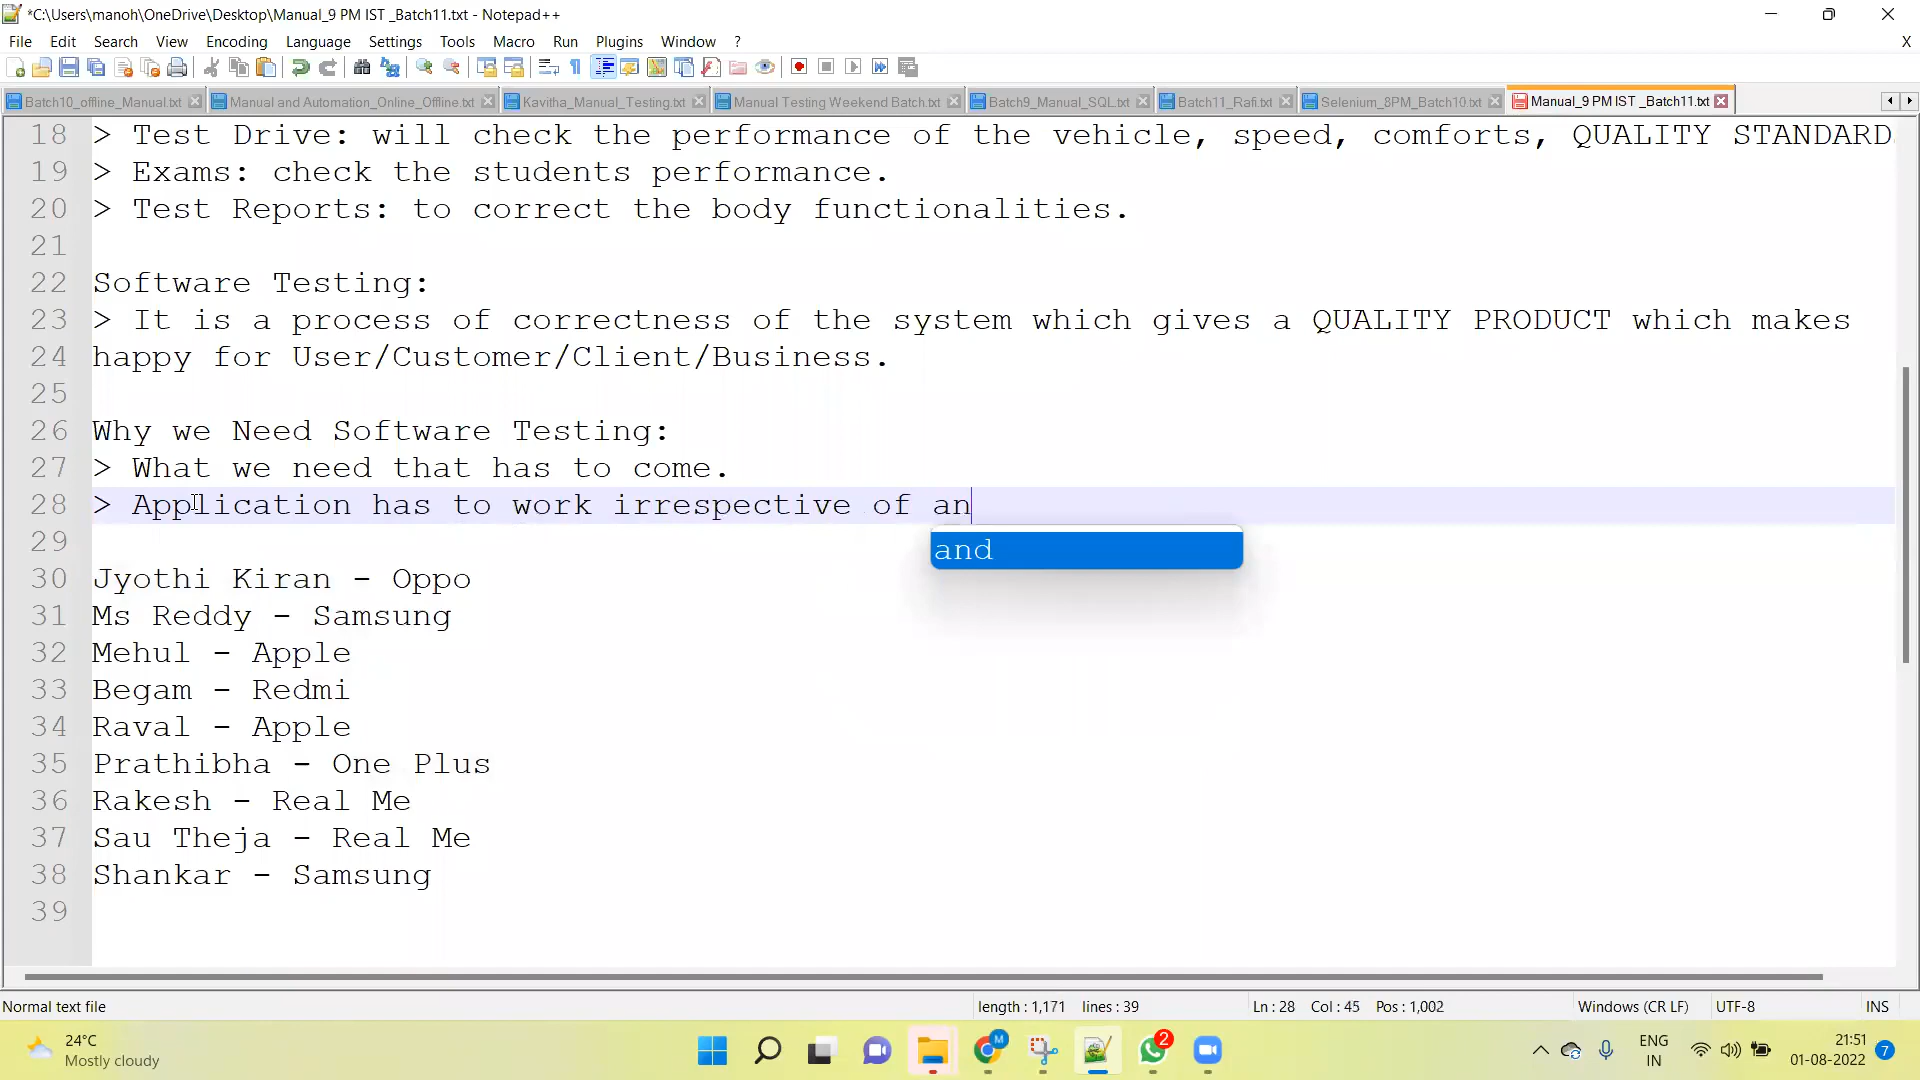 *C:\Users\manoh\OneDrive\Desktop\Manual_9 PM IST _Batch11.txt - Notepad++
File Edit Search View Encoding Language Settings Tools Macro Run Plugins Window ? X
Batch10_offline_Manual.txt Manual and Automation_Online_Offline.txt Kavitha_Manual_Testing.txt Manual Testing Weekend Batch.txt Batch9_Manual_SQL.txt Batch11_Rafi.txt Selenium_8PM_Batch10.txt Manual_9 PM IST _Batch11.txt
18 > Test Drive: will check the performance of the vehicle, speed, comforts, QUALITY STANDARD
19 > Exams: check the students performance.
20 > Test Reports: to correct the body functionalities.
21
22 Software Testing:
23 > It is a process of correctness of the system which gives a QUALITY PRODUCT which makes
24 happy for User/Customer/Client/Business.
25
26 Why we Need Software Testing:
27 > What we need that has to come.
28 > Application has to work irrespective of an
and
29
30 Jyothi Kiran - Oppo
31 Ms Reddy - Samsung
32 Mehul - Apple
33 Begam - Redmi
34 Raval - Apple
35 Prathibha - One Plus
36 Rakesh - Real Me
37 Sau Theja - Real Me
38 Shankar - Samsung
39
Normal text file length : 1,171 lines : 39 Ln : 28 Col : 45 Pos : 1,002 Windows (CR LF) UTF-8 INS
24°C
Mostly cloudy
M
2
ENG
IN
21:51
01-08-2022
7